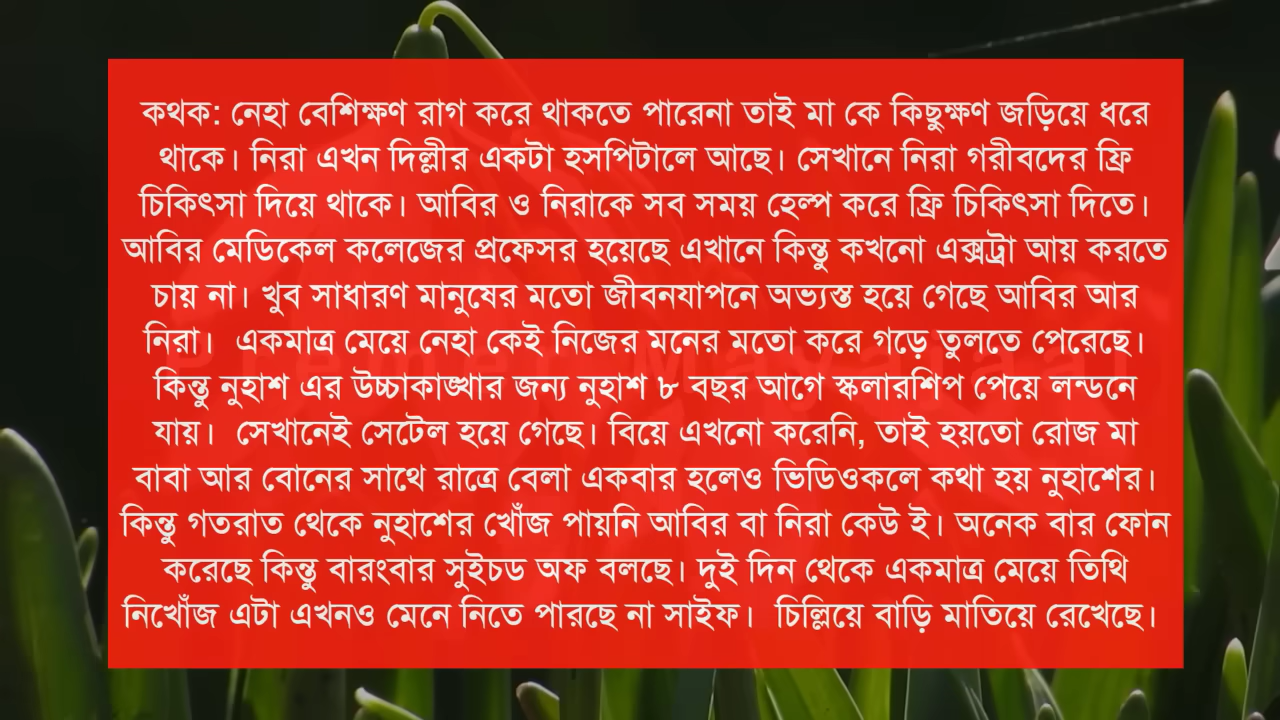 কথক: নেহা বেশিক্ষণ রাগ করে থাকতে পারেনা তাই মা কে কিছুক্ষণ জড়িয়ে ধরে
থাকে। নিরা এখন দিল্লীর একটা হসপিটালে আছে। সেখানে নিরা গরীবদের ফ্রি
চিকিৎসা দিয়ে থাকে। আবির ও নিরাকে সব সময় হেল্প করে ফ্রি চিকিৎসা দিতে।
আবির মেডিকেল কলেজের প্রফেসর হয়েছে এখানে কিন্তু কখনো এক্সট্রা আয় করতে
চায় না। খুব সাধারণ মানুষের মতো জীবনযাপনে অভ্যস্ত হয়ে গেছে আবির আর
নিরা।  একমাত্র মেয়ে নেহা কেই নিজের মনের মতো করে গড়ে তুলতে পেরেছে।
কিন্তু নুহাশ এর উচ্চাকাঙ্খার জন্য নুহাশ ৮ বছর আগে স্কলারশিপ পেয়ে লন্ডনে
যায়।  সেখানেই সেটেল হয়ে গেছে। বিয়ে এখনো করেনি, তাই হয়তো রোজ মা
বাবা আর বোনের সাথে রাত্রে বেলা একবার হলেও ভিডিওকলে কথা হয় নুহাশের।
কিন্তু গতরাত থেকে নুহাশের খোঁজ পায়নি আবির বা নিরা কেউ ই। অনেক বার ফোন
করেছে কিন্তু বারংবার সুইচড অফ বলছে। দুই দিন থেকে একমাত্র মেয়ে তিথি
নিখোঁজ এটা এখনও মেনে নিতে পারছে না সাইফ।  চিল্লিয়ে বাড়ি মাতিয়ে রেখেছে।